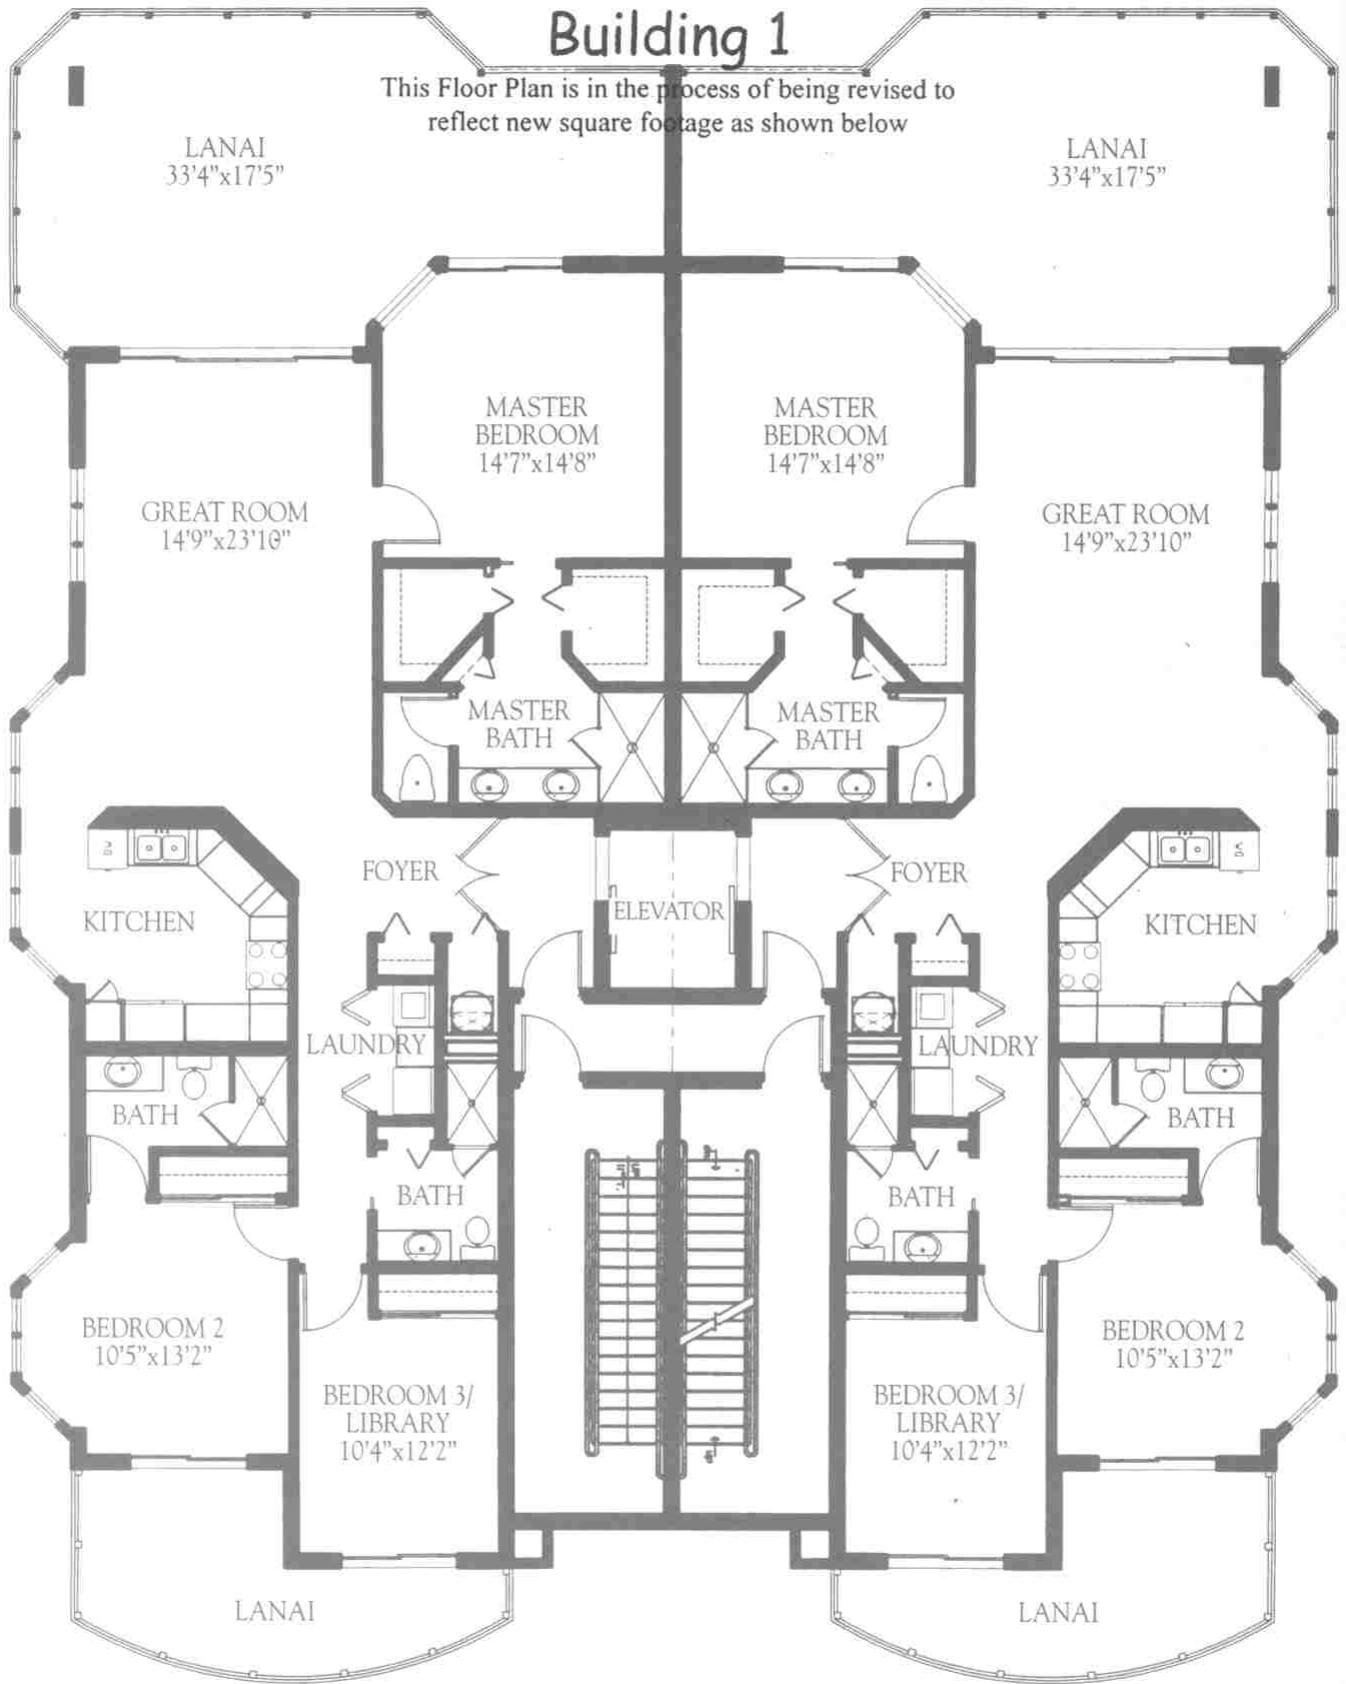 Building 1
This Floor Plan is in the process of being revised to
reflect new square footage as shown below
LANAI
33'4"x17'5"
LANAI
33'4"x17'5"
MASTER
BEDROOM
14'7"x14'8"
MASTER
BEDROOM
14'7"x14'8"
GREAT ROOM
14'9"x23'10"
GREAT ROOM
14'9"x23'10"
MASTER
BATH
MASTER
BATH
DW
FOYER
FOYER
DW
KITCHEN
ELEVATOR
KITCHEN
LAUNDRY
LAUNDRY
BATH
BATH
BATH
BATH
BEDROOM 2
10'5"x13'2"
BEDROOM 2
10'5"x13'2"
BEDROOM 3/
LIBRARY
10'4"x12'2"
BEDROOM 3/
LIBRARY
10'4"x12'2"
LANAI
LANAI